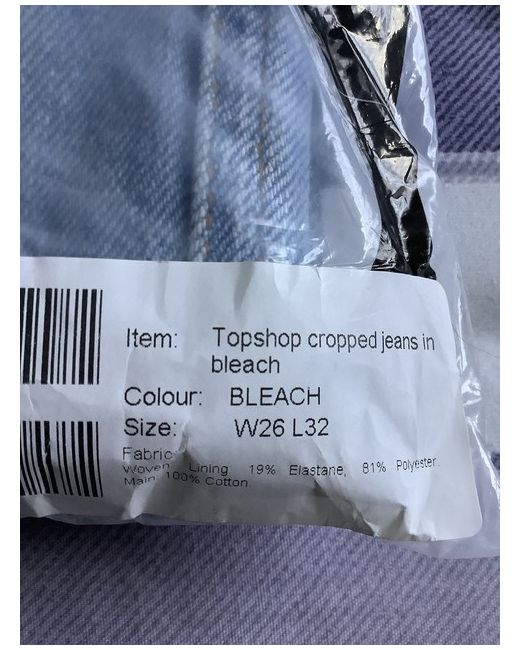 Item: Topshop cropped jeans in
bleach
Colour: BLEACH
Size: W26 L32
Fabric
Woven, Lining 19% Elastane, 81% Polyester.
Main 100% Cotton